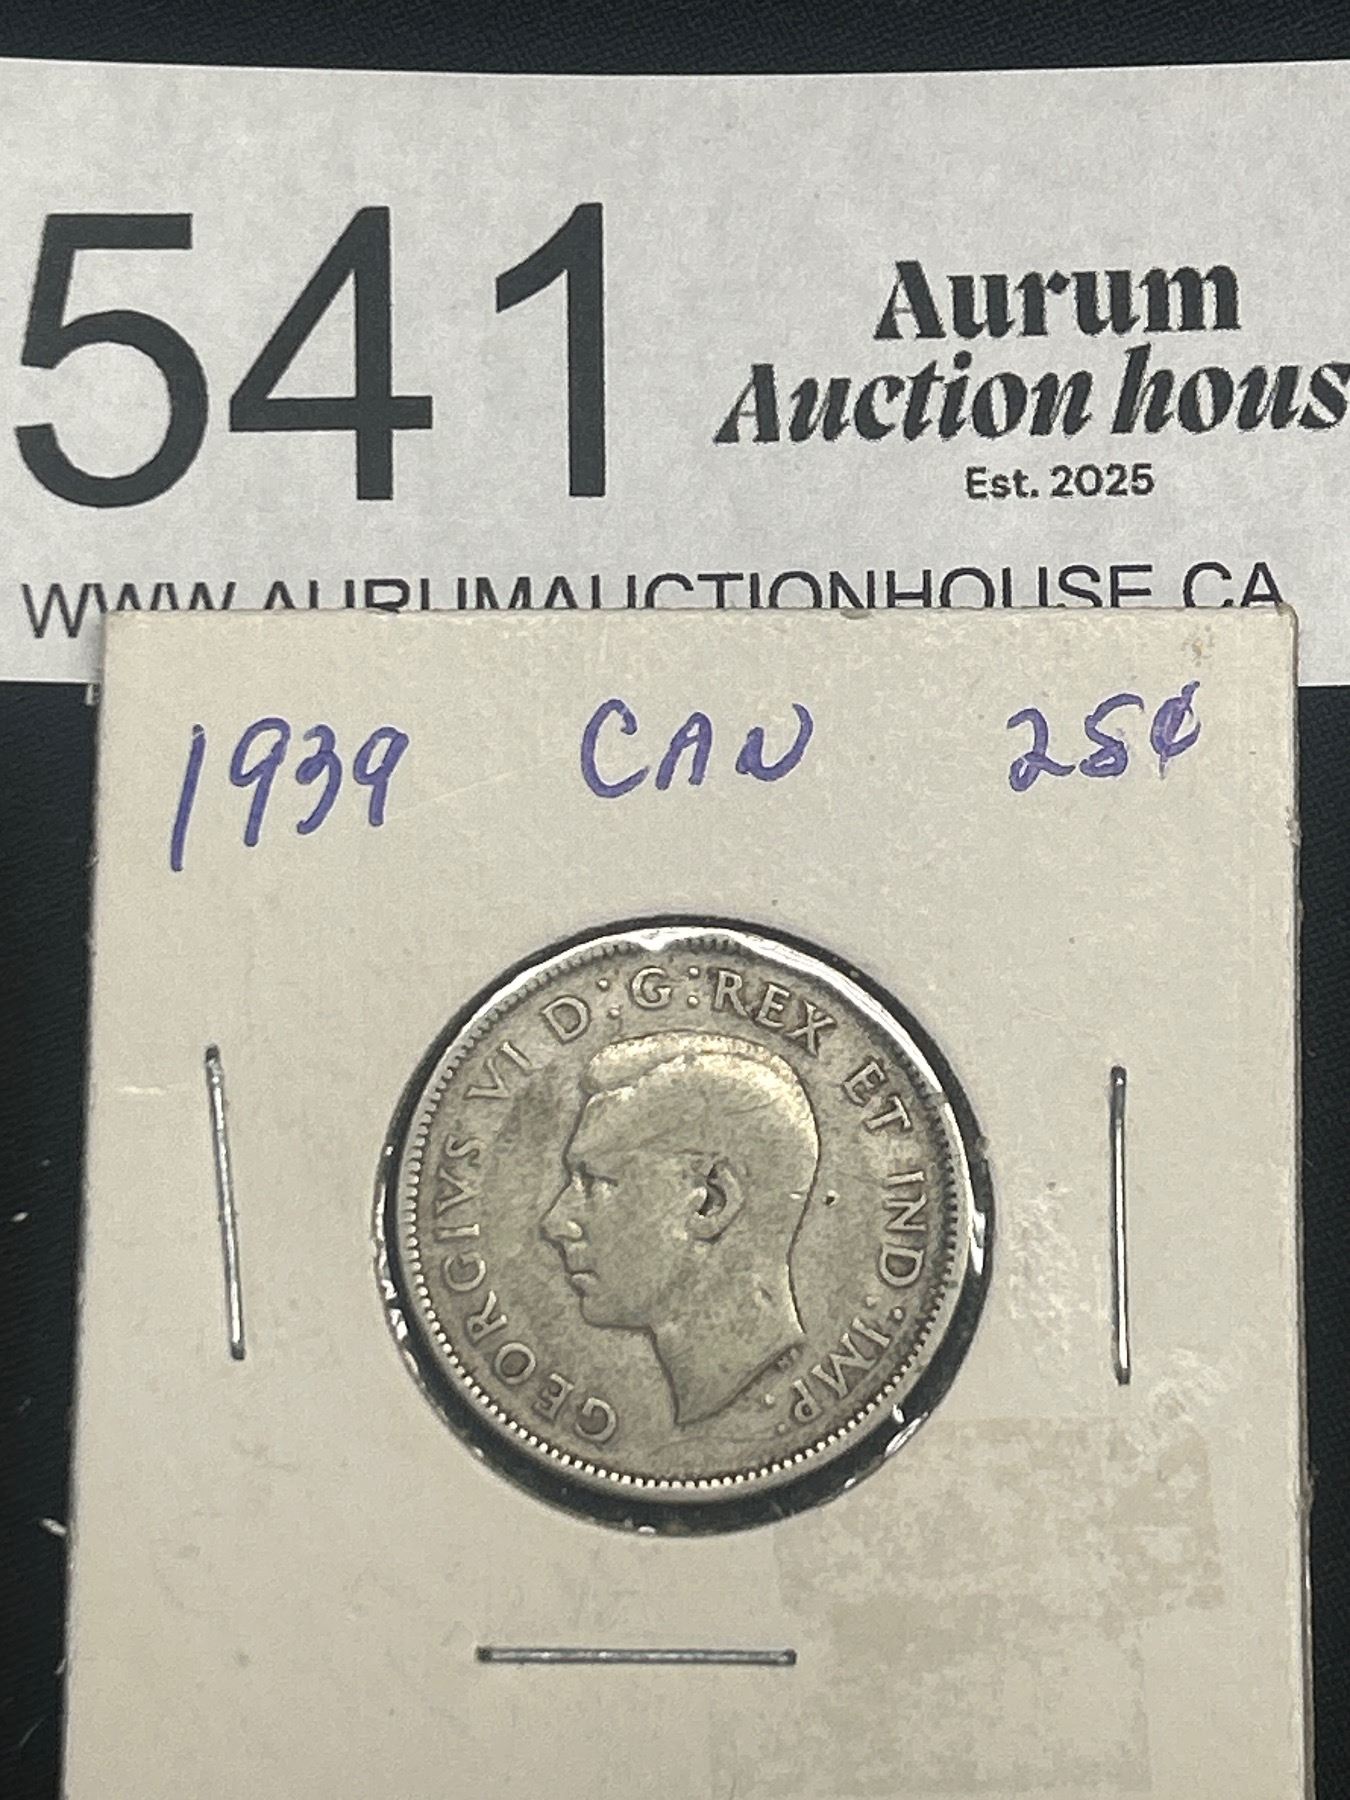 541
Aurum
Auction hous
Est. 2025
WWW.AURUMAUCTIONHOUSE.CA
1939 CAN 25¢
GEORGIVS VI D:G:REX ET IND:IMP: